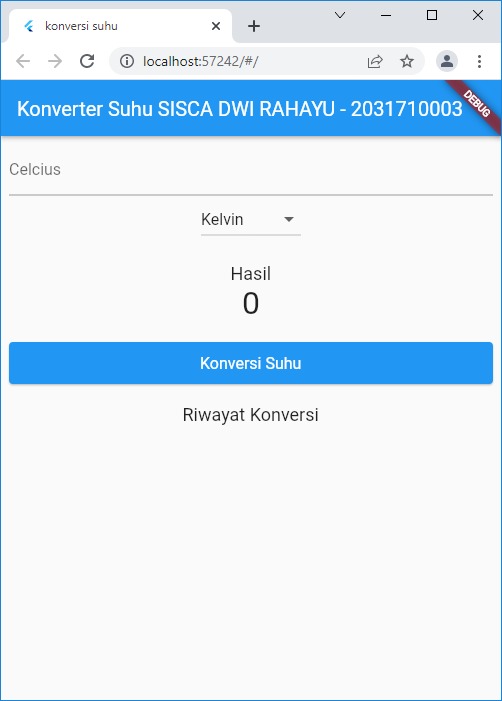 konversi suhu
localhost:57242/#/
Konverter Suhu SISCA DWI RAHAYU - 2031710003
DEBUG
Celcius
Kelvin
Hasil
0
Konversi Suhu
Riwayat Konversi